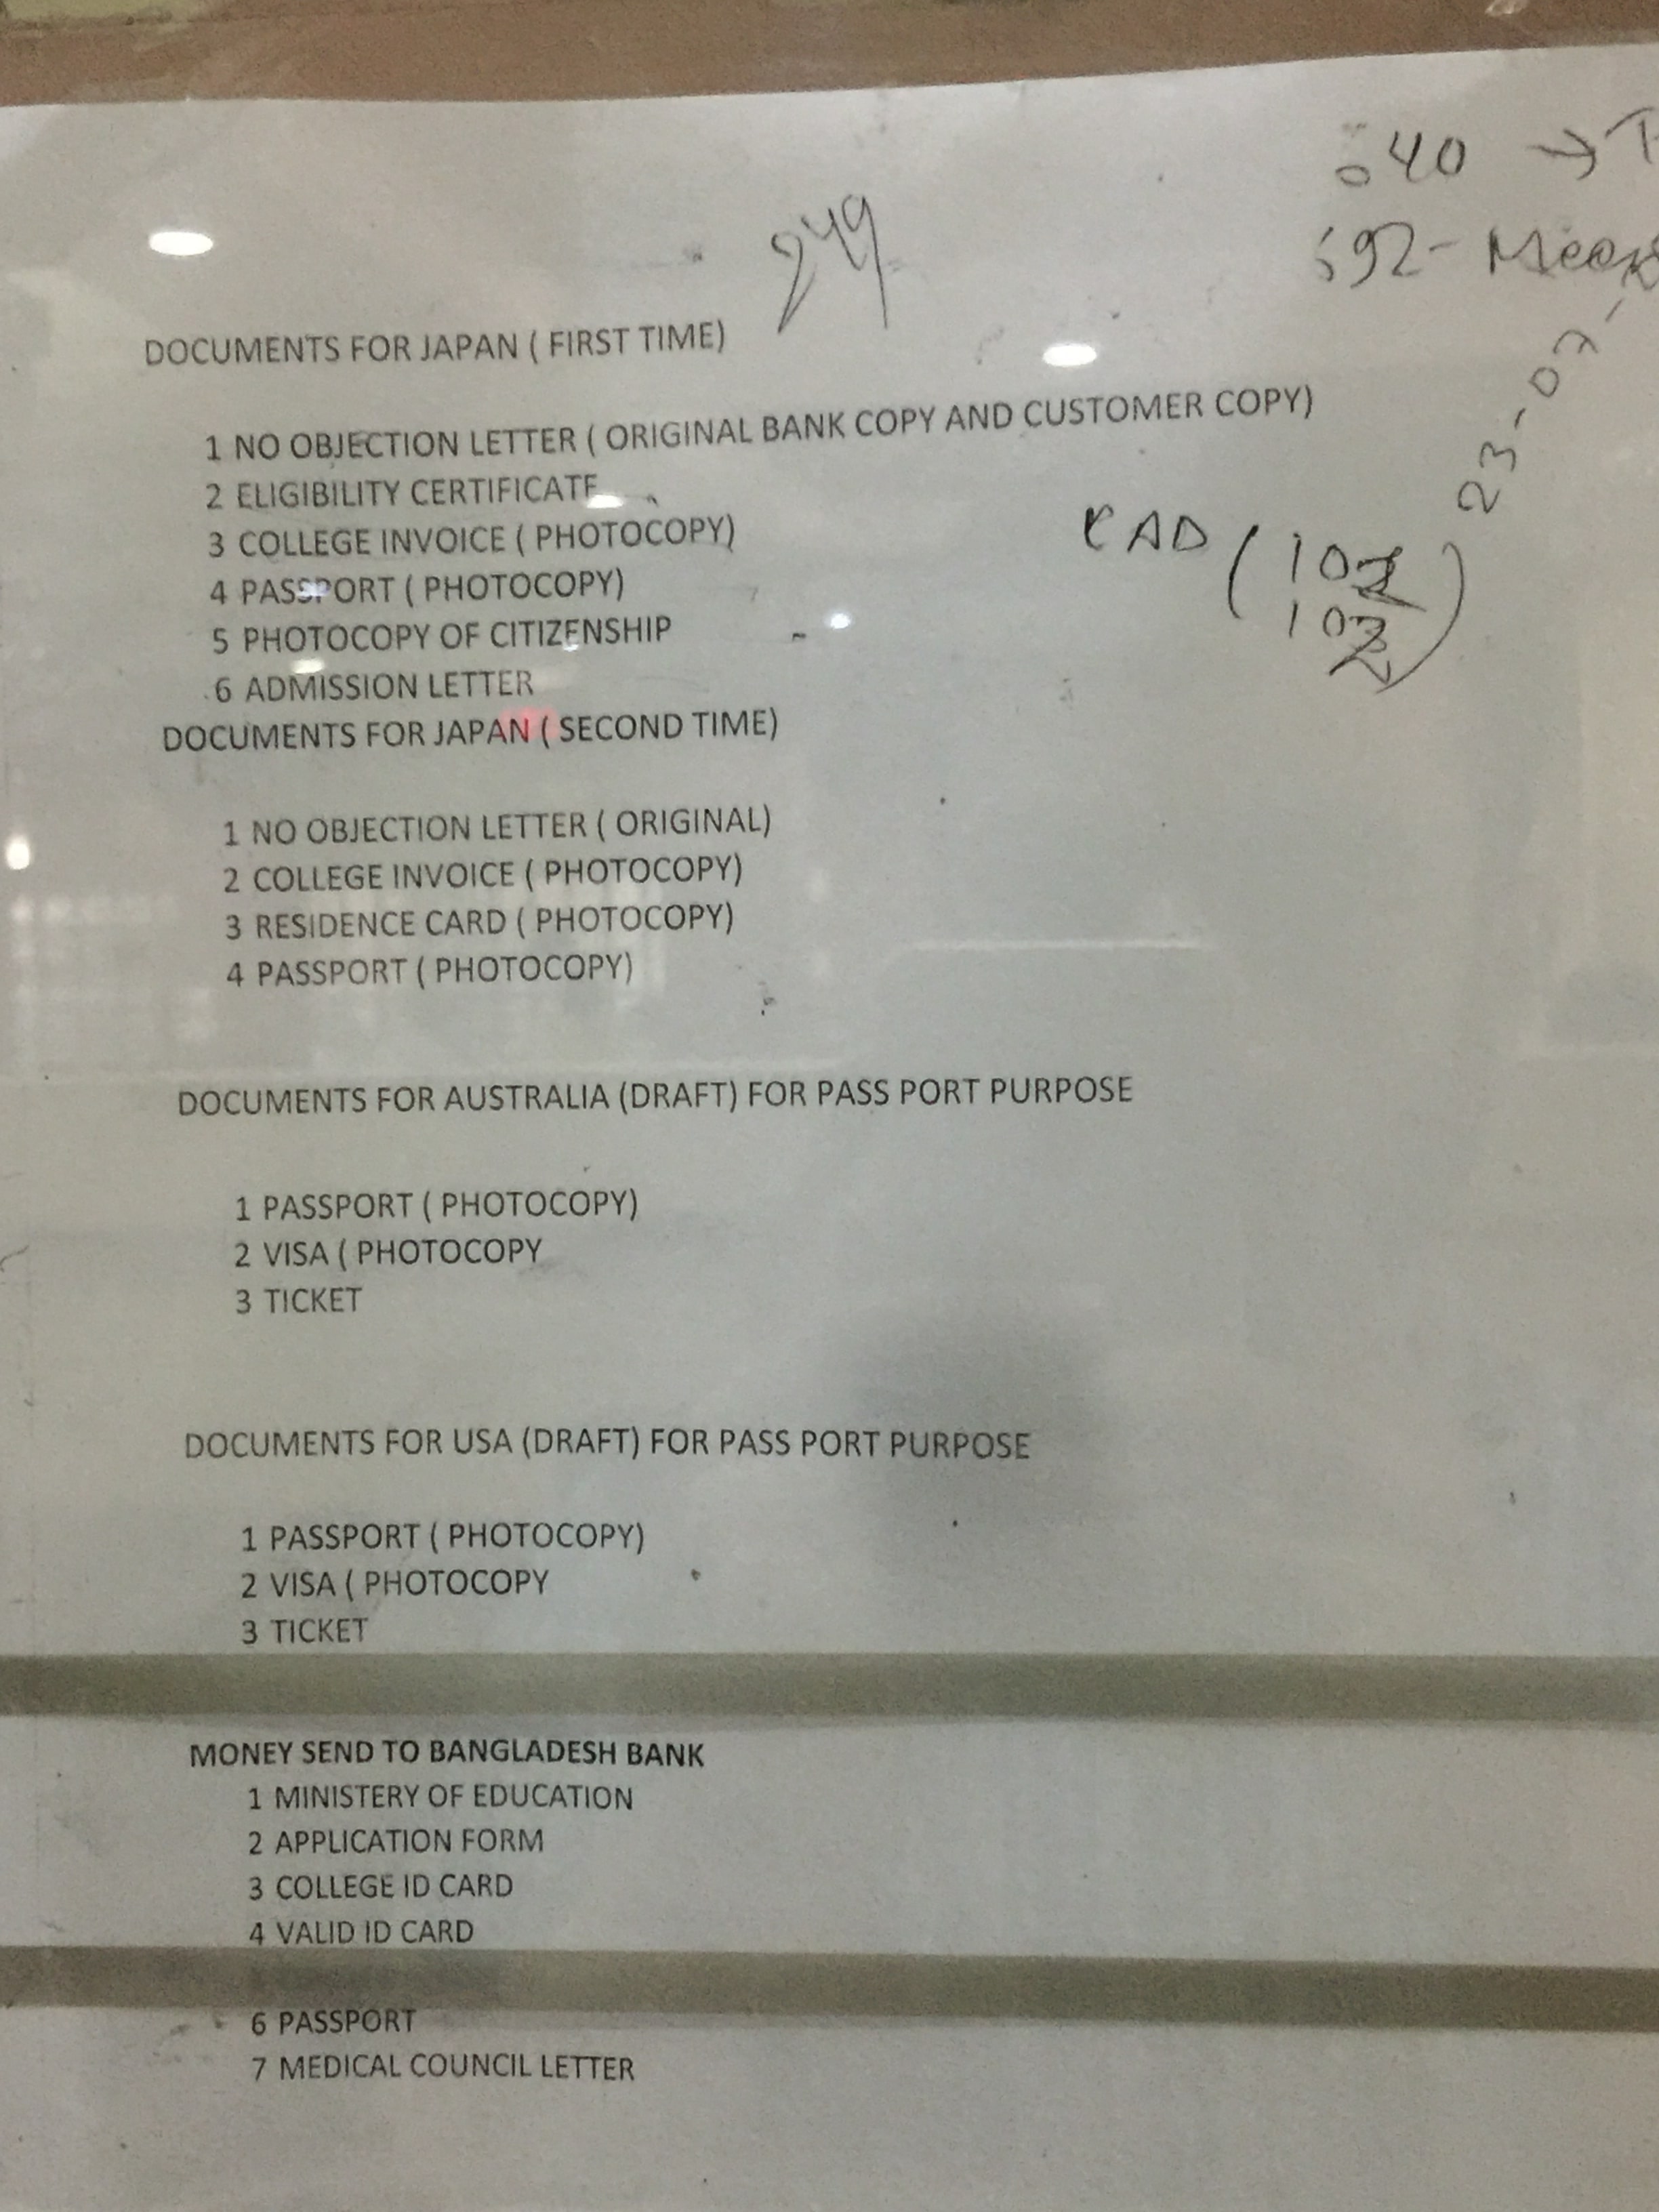 540 →
592-
249
DOCUMENTS FOR JAPAN ( FIRST TIME)
1 NO OBJECTION LETTER ( ORIGINAL BANK COPY AND CUSTOMER COPY)
2 ELIGIBILITY CERTIFICATE
3 COLLEGE INVOICE ( PHOTOCOPY)
4 PASSPORT ( PHOTOCOPY)
5 PHOTOCOPY OF CITIZENSHIP
6 ADMISSION LETTER
23-07-
CAD (102
102)
DOCUMENTS FOR JAPAN ( SECOND TIME)
1 NO OBJECTION LETTER ( ORIGINAL)
2 COLLEGE INVOICE ( PHOTOCOPY)
3 RESIDENCE CARD ( PHOTOCOPY)
4 PASSPORT ( PHOTOCOPY)
DOCUMENTS FOR AUSTRALIA (DRAFT) FOR PASS PORT PURPOSE
1 PASSPORT ( PHOTOCOPY)
2 VISA ( PHOTOCOPY
3 TICKET
DOCUMENTS FOR USA (DRAFT) FOR PASS PORT PURPOSE
1 PASSPORT ( PHOTOCOPY)
2 VISA ( PHOTOCOPY
3 TICKET
MONEY SEND TO BANGLADESH BANK
1 MINISTERY OF EDUCATION
2 APPLICATION FORM
3 COLLEGE ID CARD
4 VALID ID CARD
6 PASSPORT
7 MEDICAL COUNCIL LETTER